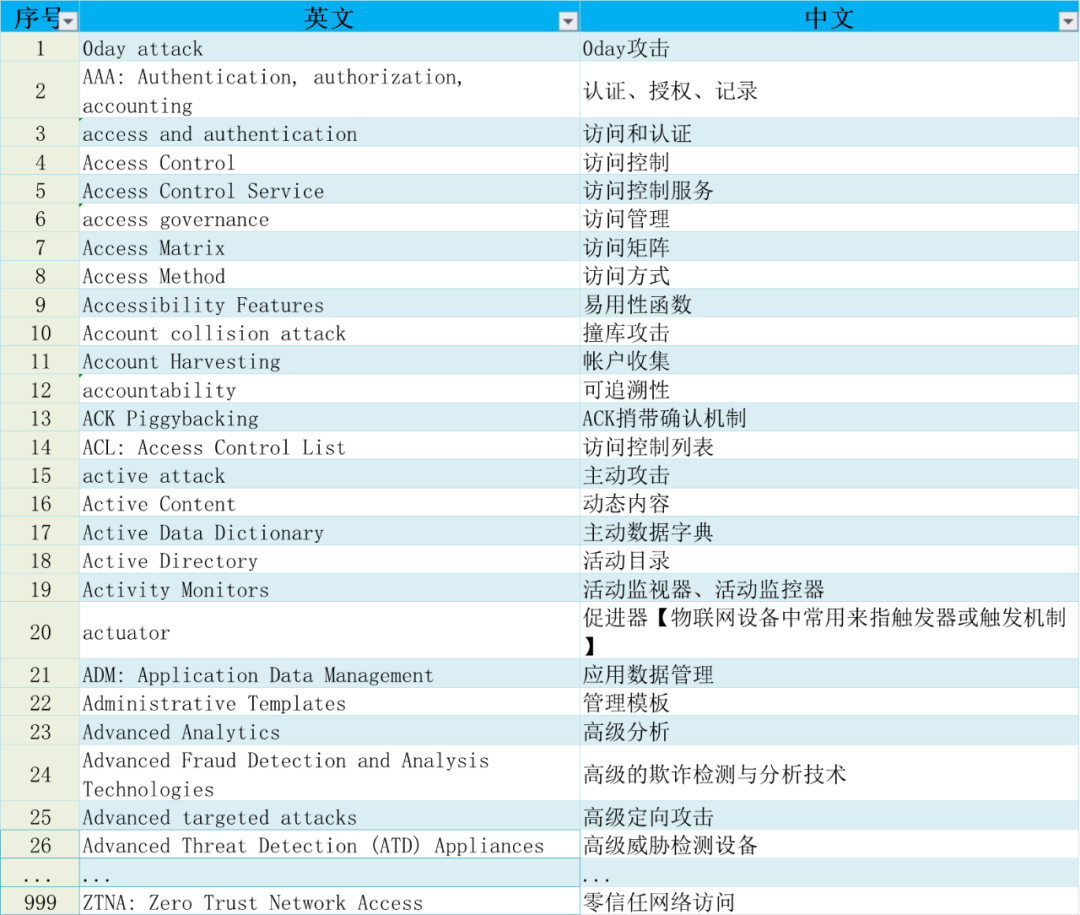 序号 英文 中文
1 0day attack 0day攻击
2 AAA: Authentication, authorization, accounting 认证、授权、记录
3 access and authentication 访问和认证
4 Access Control 访问控制
5 Access Control Service 访问控制服务
6 access governance 访问管理
7 Access Matrix 访问矩阵
8 Access Method 访问方式
9 Accessibility Features 易用性函数
10 Account collision attack 撞库攻击
11 Account Harvesting 帐户收集
12 accountability 可追溯性
13 ACK Piggybacking ACK捎带确认机制
14 ACL: Access Control List 访问控制列表
15 active attack 主动攻击
16 Active Content 动态内容
17 Active Data Dictionary 主动数据字典
18 Active Directory 活动目录
19 Activity Monitors 活动监视器、活动监控器
20 actuator 促进器【物联网设备中常用来指触发器或触发机制】
21 ADM: Application Data Management 应用数据管理
22 Administrative Templates 管理模板
23 Advanced Analytics 高级分析
24 Advanced Fraud Detection and Analysis Technologies 高级的欺诈检测与分析技术
25 Advanced targeted attacks 高级定向攻击
26 Advanced Threat Detection (ATD) Appliances 高级威胁检测设备
... ... ...
999 ZTNA: Zero Trust Network Access 零信任网络访问